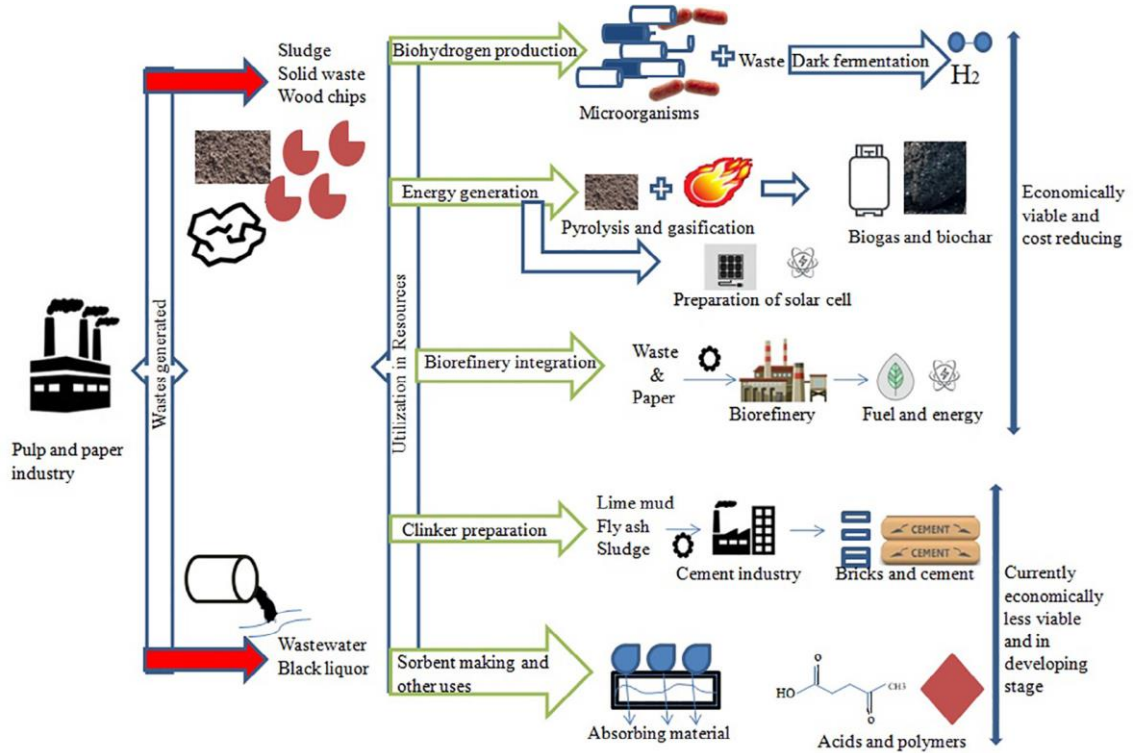 Sludge
Solid waste
Wood chips
Pulp and paper
industry
Wastes generated
Wastewater
Black liquor
Utilization in Resources
Biohydrogen production
Microorganisms
Waste
Dark fermentation
H2
Energy generation
Pyrolysis and gasification
Biogas and biochar
Preparation of solar cell
Biorefinery integration
Waste
&
Paper
Biorefinery
Fuel and energy
Economically
viable and
cost reducing
Clinker preparation
Lime mud
Fly ash
Sludge
Cement industry
CEMENT
CEMENT
Bricks and cement
Sorbent making and
other uses
Absorbing material
O
HO
CH3
O
Acids and polymers
Currently
economically
less viable
and in
developing
stage